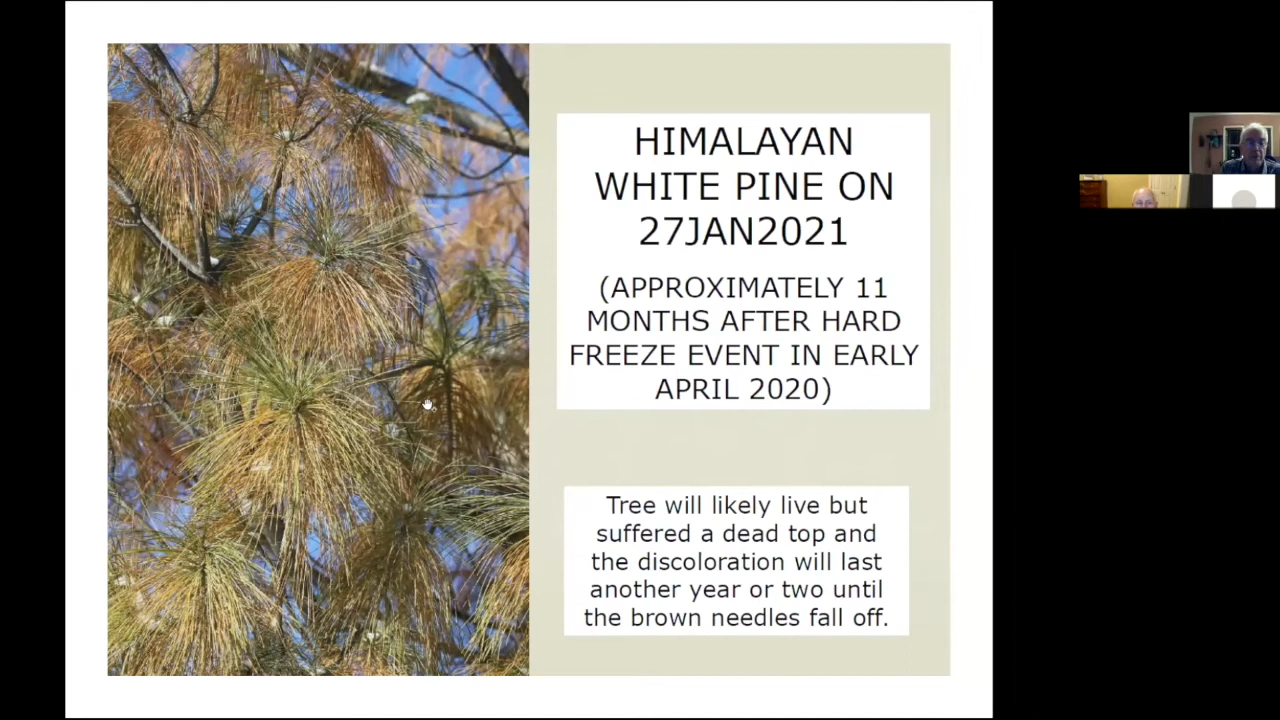 HIMALAYAN
WHITE PINE ON
27JAN2021
(APPROXIMATELY 11
MONTHS AFTER HARD
FREEZE EVENT IN EARLY
APRIL 2020)
Tree will likely live but
suffered a dead top and
the discoloration will last
another year or two until
the brown needles fall off.